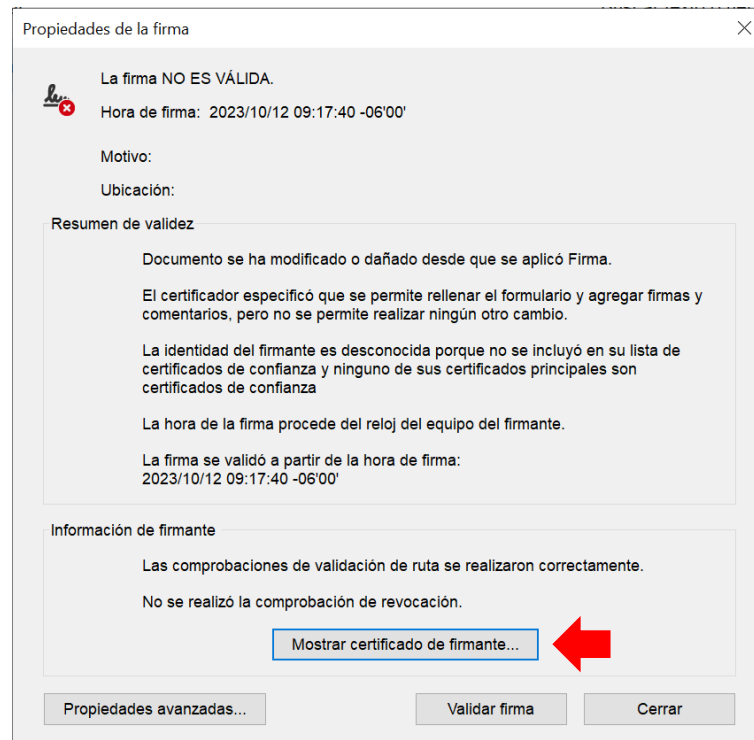 Propiedades de la firma
La firma NO ES VÁLIDA.
Hora de firma: 2023/10/12 09:17:40 -06'00'
Motivo:
Ubicación:
Resumen de validez
Documento se ha modificado o dañado desde que se aplicó Firma.
El certificador especificó que se permite rellenar el formulario y agregar firmas y
comentarios, pero no se permite realizar ningún otro cambio.
La identidad del firmante es desconocida porque no se incluyó en su lista de
certificados de confianza y ninguno de sus certificados principales son
certificados de confianza
La hora de la firma procede del reloj del equipo del firmante.
La firma se validó a partir de la hora de firma:
2023/10/12 09:17:40 -06'00'
Información de firmante
Las comprobaciones de validación de ruta se realizaron correctamente.
No se realizó la comprobación de revocación.
Mostrar certificado de firmante...
Propiedades avanzadas...
Validar firma
Cerrar